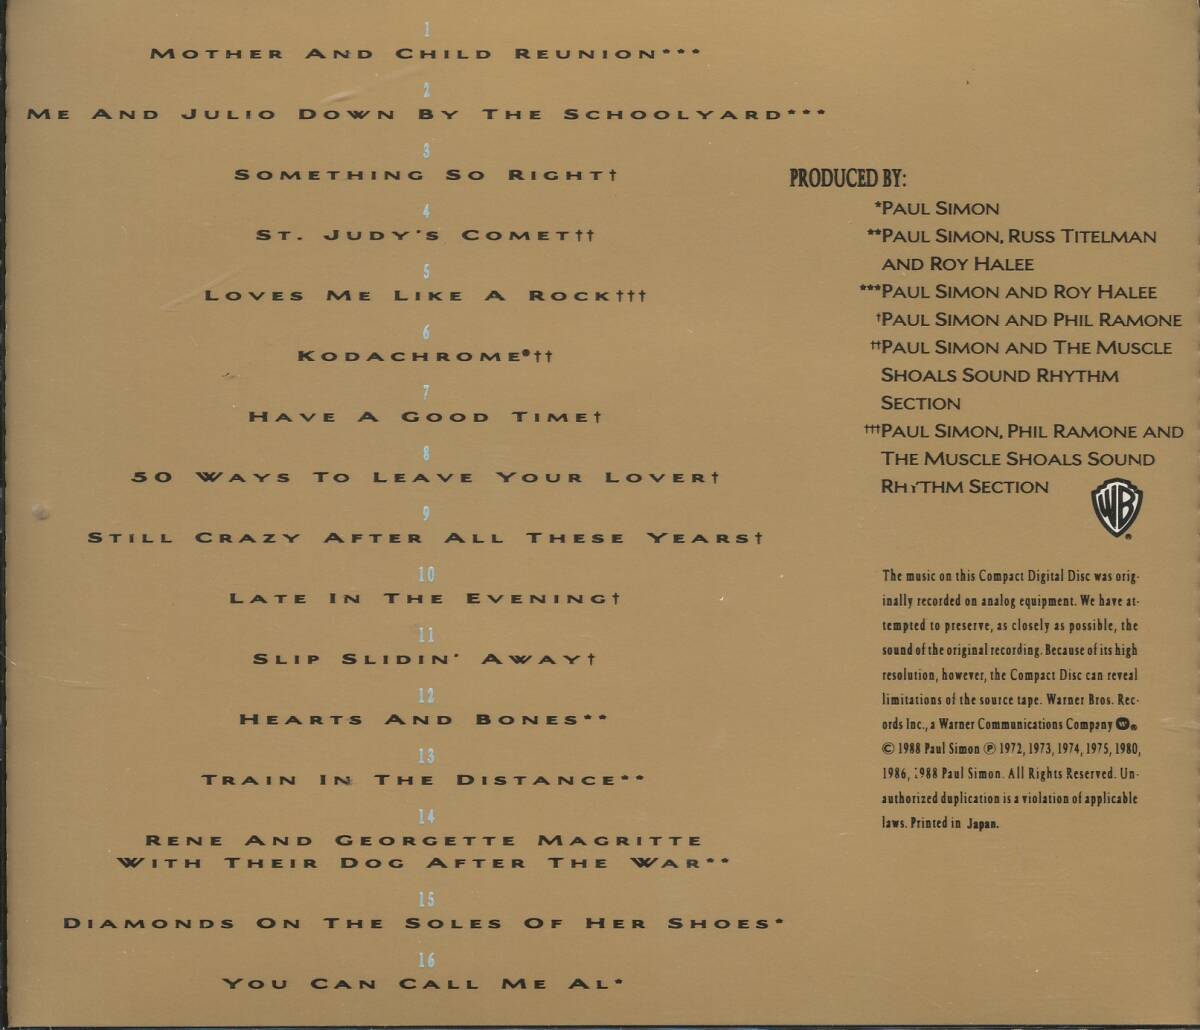 1
MOTHER AND CHILD REUNION***
2
ME AND JULIO DOWN BY THE SCHOOLYARD***
3
SOMETHING SO RIGHT†
4
ST. JUDY'S COMET††
5
LOVES ME LIKE A ROCK†††
6
KODACHROME®††
7
HAVE A GOOD TIME†
8
50 WAYS TO LEAVE YOUR LOVER†
9
STILL CRAZY AFTER ALL THESE YEARS†
10
LATE IN THE EVENING†
11
SLIP SLIDIN' AWAY†
12
HEARTS AND BONES**
13
TRAIN IN THE DISTANCE**
14
RENE AND GEORGETTE MAGRITTE
WITH THEIR DOG AFTER THE WAR**
15
DIAMONDS ON THE SOLES OF HER SHOES*
16
YOU CAN CALL ME AL*
PRODUCED BY:
*PAUL SIMON
**PAUL SIMON, RUSS TITELMAN
AND ROY HALEE
***PAUL SIMON AND ROY HALEE
†PAUL SIMON AND PHIL RAMONE
††PAUL SIMON AND THE MUSCLE
SHOALS SOUND RHYTHM
SECTION
†††PAUL SIMON, PHIL RAMONE AND
THE MUSCLE SHOALS SOUND
RHYTHM SECTION
WB®
The music on this Compact Digital Disc was orig-
inally recorded on analog equipment. We have at-
tempted to preserve, as closely as possible, the
sound of the original recording. Because of its high
resolution, however, the Compact Disc can reveal
limitations of the source tape. Warner Bros. Rec-
ords Inc., a Warner Communications Company W®.
© 1988 Paul Simon ℗ 1972, 1973, 1974, 1975, 1980,
1986, 1988 Paul Simon. All Rights Reserved. Un-
authorized duplication is a violation of applicable
laws. Printed in Japan.